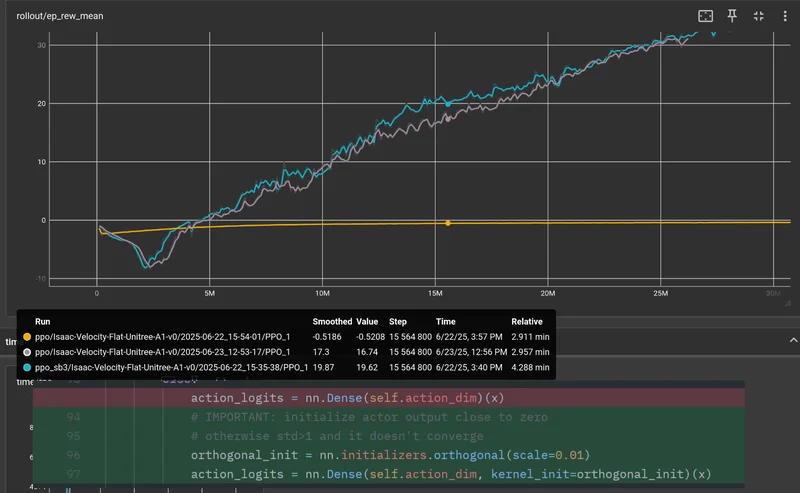 rollout/ep_rew_mean
30
20
10
0
-10
0 5M 10M 15M 20M 25M 30M
Run Smoothed Value Step Time Relative
ppo/Isaac-Velocity-Flat-Unitree-A1-v0/2025-06-22_15-54-01/PPO_1 -0.5186 -0.5208 15 564 800 6/22/25, 3:57 PM 2.911 min
ppo/Isaac-Velocity-Flat-Unitree-A1-v0/2025-06-23_12-53-17/PPO_1 17.3 16.74 15 564 800 6/23/25, 12:56 PM 2.957 min
ppo_sb3/Isaac-Velocity-Flat-Unitree-A1-v0/2025-06-22_15-35-38/PPO_1 19.87 19.62 15 564 800 6/22/25, 3:40 PM 4.288 min
action_logits = nn.Dense(self.action_dim)(x)
94 # IMPORTANT: initialize actor output close to zero
95 # otherwise std>1 and it doesn't converge
96 orthogonal_init = nn.initializers.orthogonal(scale=0.01)
97 action_logits = nn.Dense(self.action_dim, kernel_init=orthogonal_init)(x)